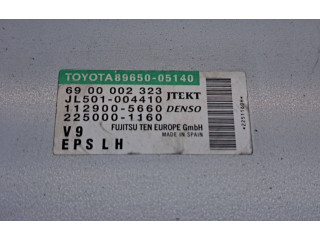 TOYOTA 89650-05140
69 00 002 323
JL501-004410 JTEKT
112900-5660 DENSO
225000-1160
FUJITSU TEN EUROPE GmbH
V9 MADE IN SPAIN
EPS LH